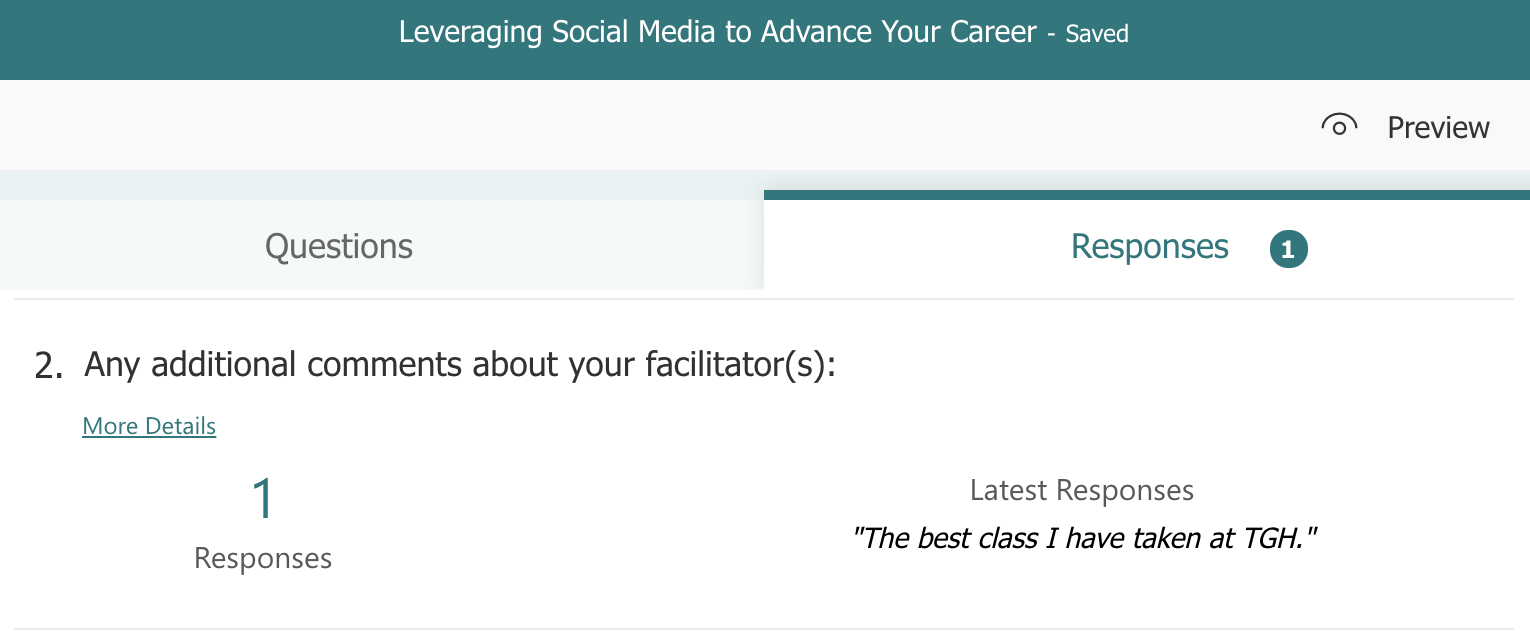 Leveraging Social Media to Advance Your Career - Saved
Preview
Questions
Responses 1
2. Any additional comments about your facilitator(s):
More Details
1
Responses
Latest Responses
"The best class I have taken at TGH."